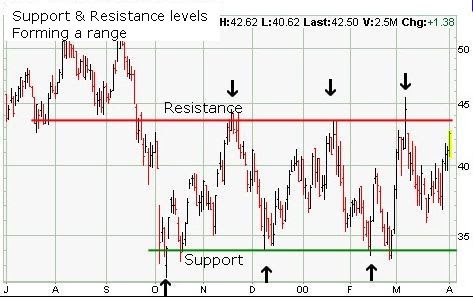 Support & Resistance levels
Forming a range
H:42.62 L:40.62 Last:42.50 V:2.5M Chg:+1.38
50
Resistance
45
40
35
Support
J A S O N D 00 F M A